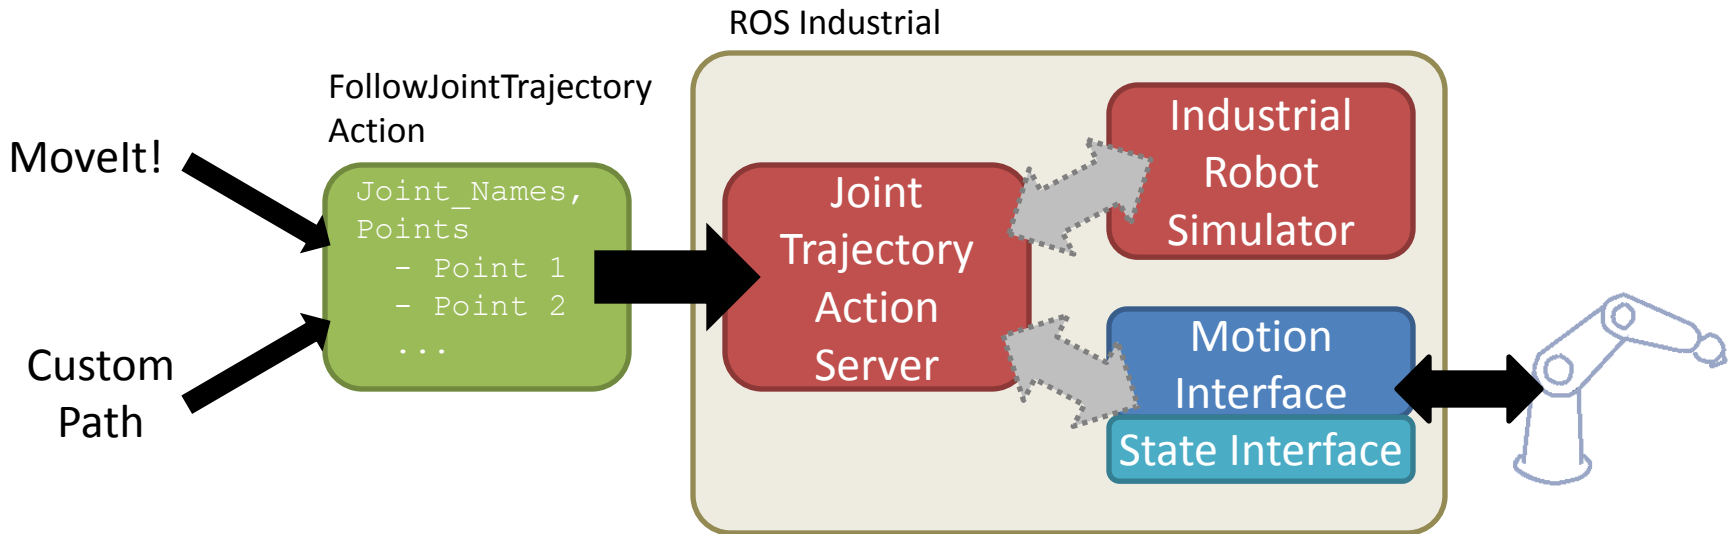 ROS Industrial
FollowJointTrajectory
Action
MoveIt!
Custom
Path
Joint_Names,
Points
- Point 1
- Point 2
...
Joint
Trajectory
Action
Server
Industrial
Robot
Simulator
Motion
Interface
State Interface